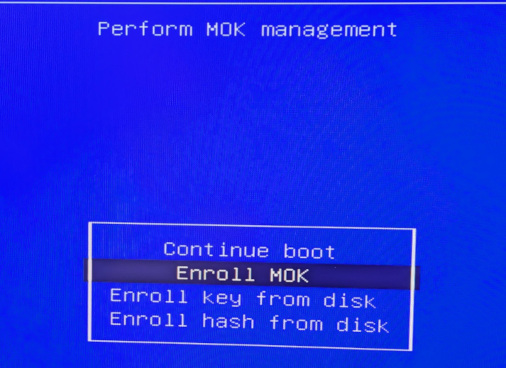 Perform MOK management
Continue boot
Enroll MOK
Enroll key from disk
Enroll hash from disk